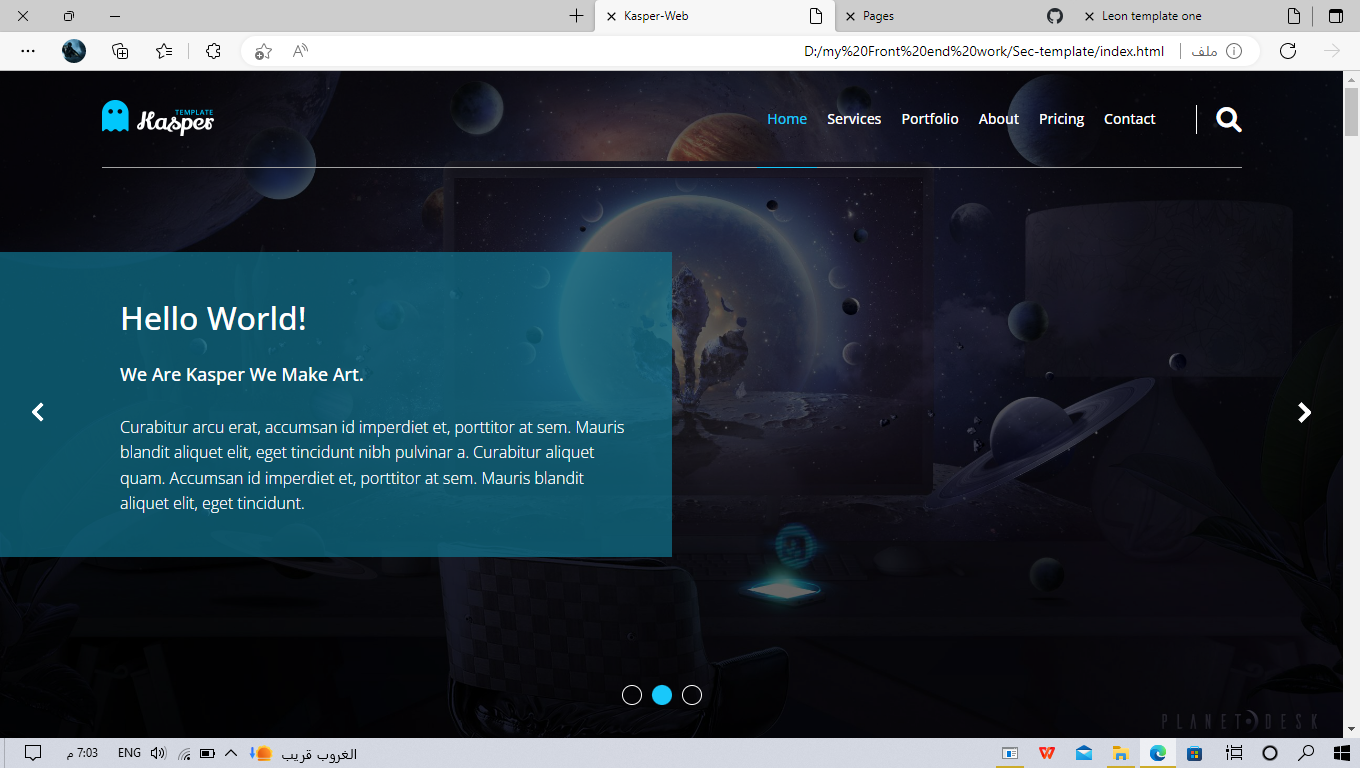 Kasper-Web
Pages
Leon template one
D:/my%20Front%20end%20work/Sec-template/index.html
ملف
TEMPLATE
Kasper
Home
Services
Portfolio
About
Pricing
Contact
Hello World!
We Are Kasper We Make Art.
Curabitur arcu erat, accumsan id imperdiet et, porttitor at sem. Mauris
blandit aliquet elit, eget tincidunt nibh pulvinar a. Curabitur aliquet
quam. Accumsan id imperdiet et, porttitor at sem. Mauris blandit
aliquet elit, eget tincidunt.
PLANET DESK
7:03 م
ENG
الغروب قريب